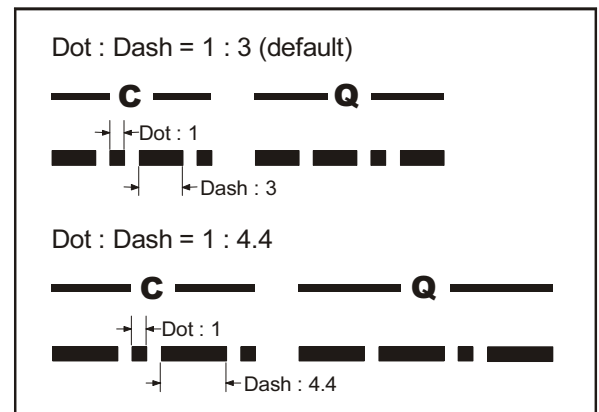 Dot : Dash = 1 : 3 (default)
C Q
Dot : 1
Dash : 3
Dot : Dash = 1 : 4.4
C Q
Dot : 1
Dash : 4.4